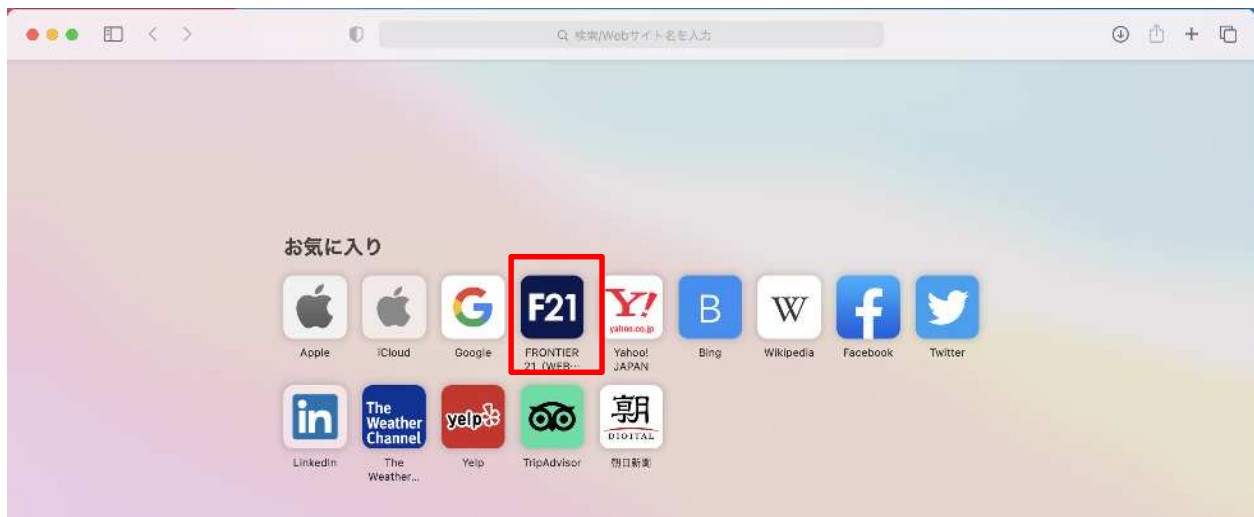 検索/Webサイト名を入力
お気に入り
F21
Y!
yahoo.co.jp
B
W
f
Apple
iCloud
Google
FRONTIER
21 (WEB…
Yahoo!
JAPAN
Bing
Wikipedia
Facebook
Twitter
in
The
Weather
Channel
yelp
朝
DIGITAL
LinkedIn
The
Weather...
Yelp
TripAdvisor
朝日新聞